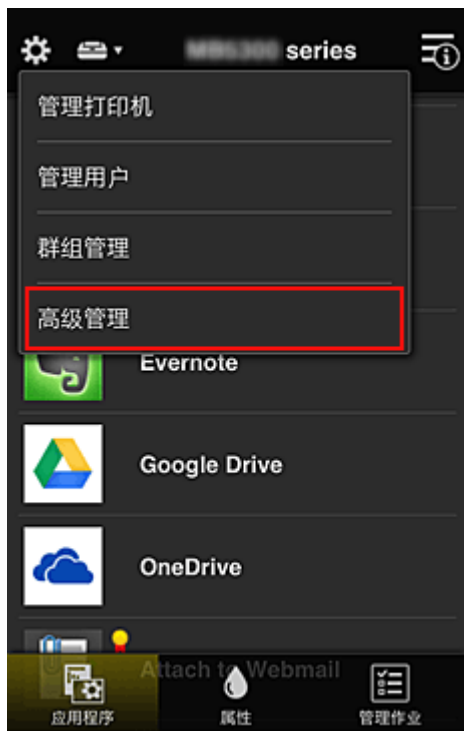 series
管理打印机
管理用户
群组管理
高级管理
Evernote
Google Drive
OneDrive
Attach to Webmail
应用程序
属性
管理作业